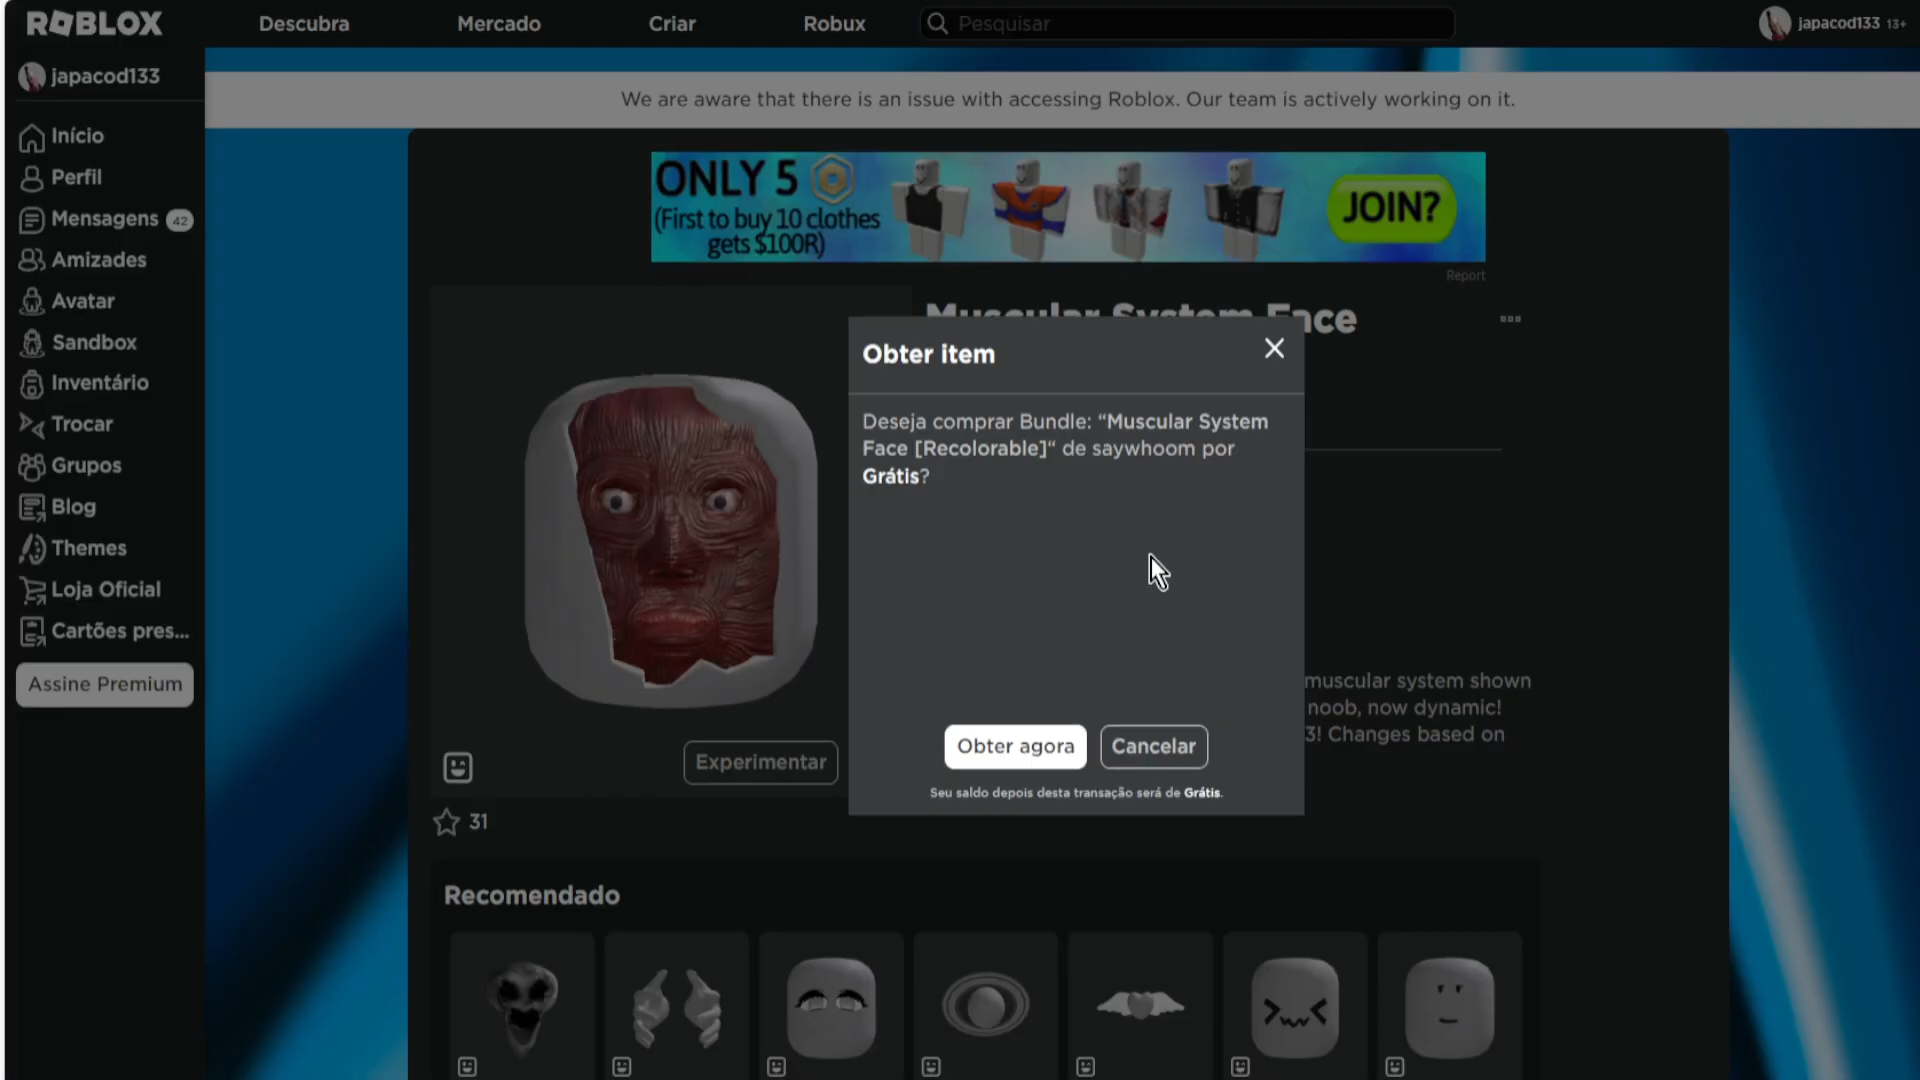 ROBLOX
Descubra
Mercado
Criar
Robux
Pesquisar
japacod133 13+
japacod133
Início
Perfil
Mensagens 42
Amizades
Avatar
Sandbox
Inventário
Trocar
Grupos
Blog
Themes
Loja Oficial
Cartões pres...
Assine Premium
We are aware that there is an issue with accessing Roblox. Our team is actively working on it.
ONLY 5
(First to buy 10 clothes
gets $100R)
JOIN?
Report
Muscular System Face
Obter item
Deseja comprar Bundle: “Muscular System
Face [Recolorable]“ de saywhoom por
Grátis?
Obter agora
Cancelar
Seu saldo depois desta transação será de Grátis.
muscular system shown
noob, now dynamic!
3! Changes based on
Experimentar
31
Recomendado